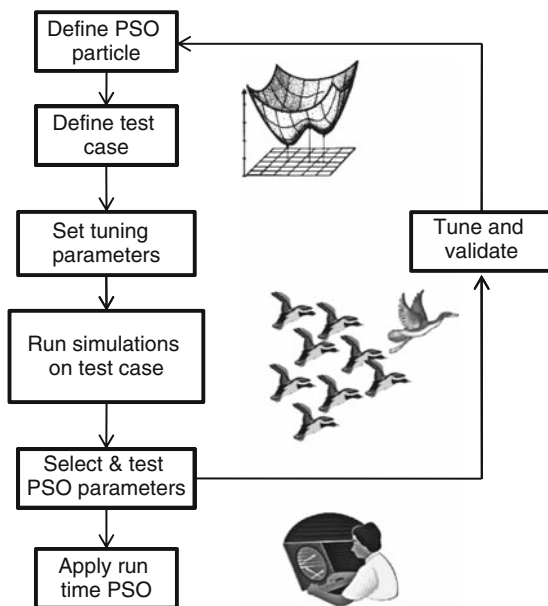 Define PSO
particle
Define test
case
Set tuning
parameters
Tune and
validate
Run simulations
on test case
Select & test
PSO parameters
Apply run
time PSO